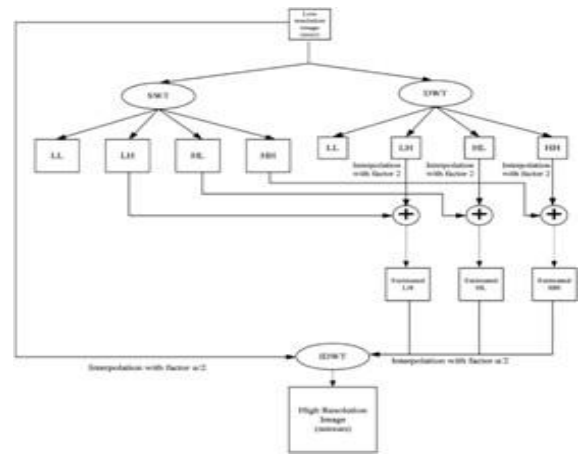 Low
resolution
image
SWT
DWT
LL
LH
HL
HH
LL
LH
HL
HH
Interpolation
with factor 2
Interpolation
with factor 2
Interpolation
with factor 2
+
+
+
Estimated
LH
Estimated
HL
Estimated
HH
IDWT
Interpolation with factor α/2
Interpolation with factor α/2
High Resolution
Image